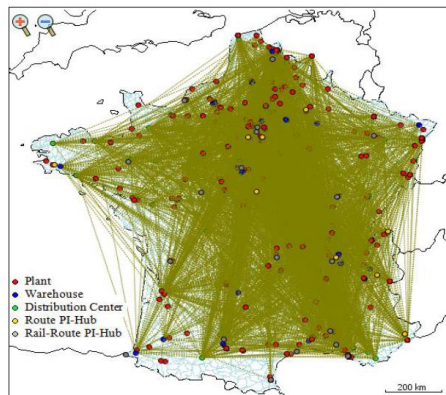 Plant
Warehouse
Distribution Center
Route PI-Hub
Rail-Route PI-Hub
200 km